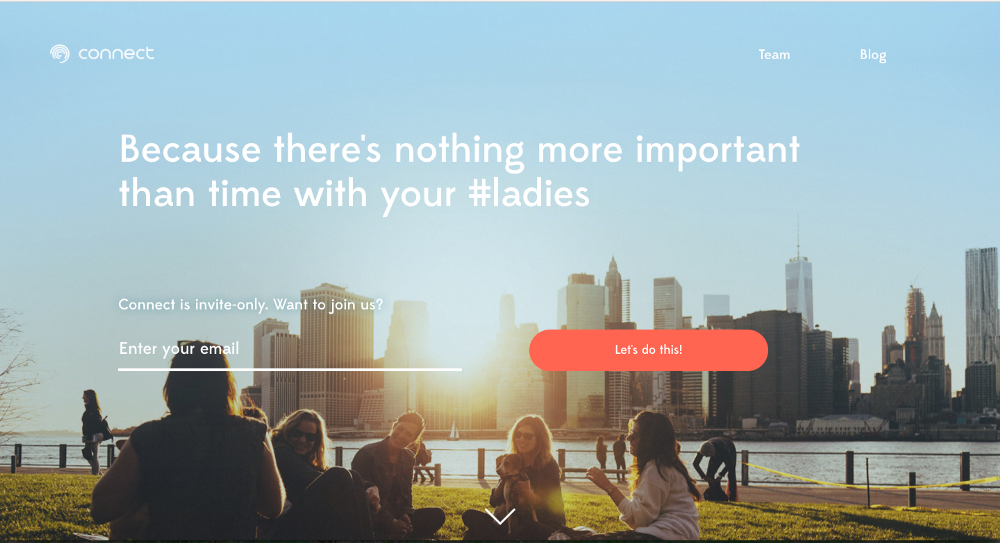 connect
Team
Blog
Because there's nothing more important
than time with your #ladies
Connect is invite-only. Want to join us?
Enter your email
Let's do this!